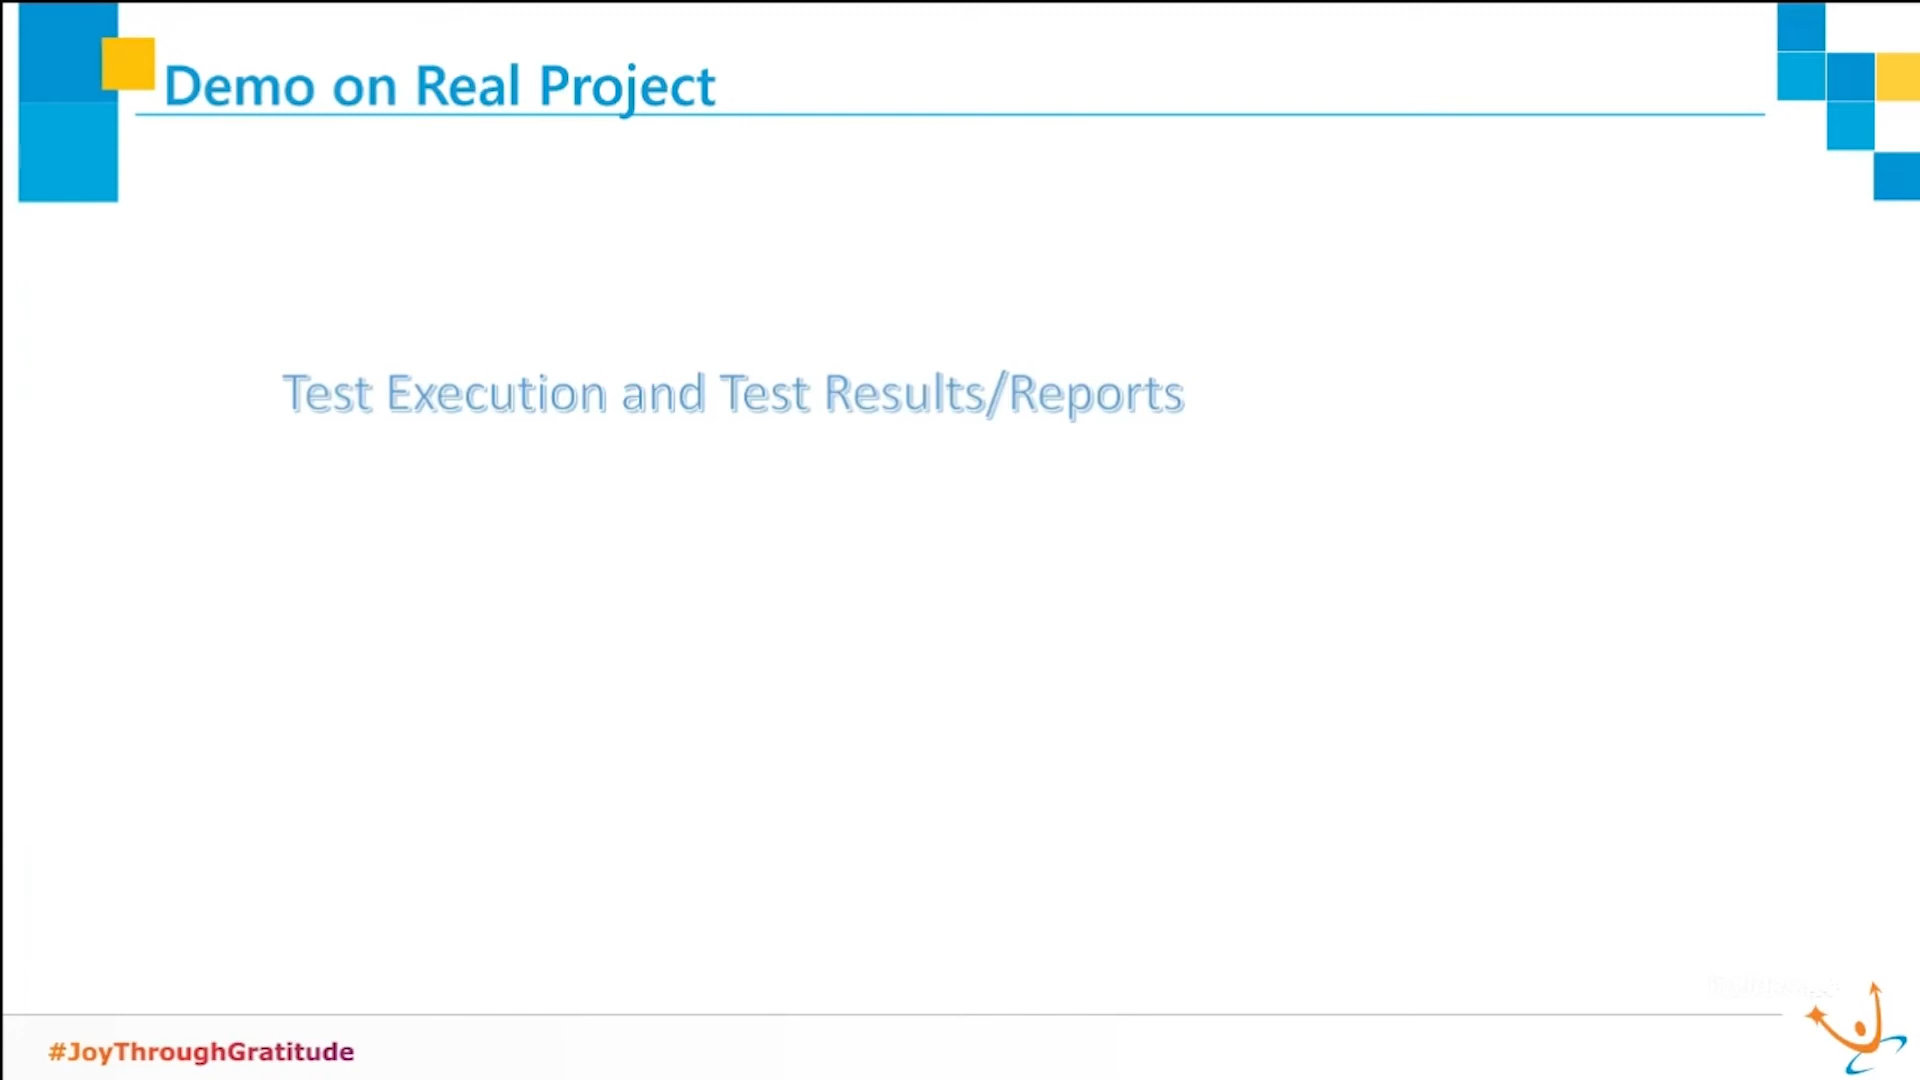 Demo on Real Project
Test Execution and Test Results/Reports
#JoyThroughGratitude